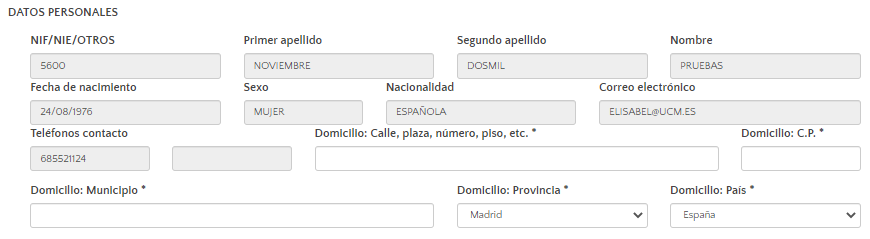 DATOS PERSONALES
NIF/NIE/OTROS Primer apellido Segundo apellido Nombre
5600 NOVIEMBRE DOSMIL PRUEBAS
Fecha de nacimiento Sexo Nacionalidad Correo electrónico
24/08/1976 MUJER ESPAÑOLA ELISABEL@UCM.ES
Teléfonos contacto Domicilio: Calle, plaza, número, piso, etc. * Domicilio: C.P. *
685521124
Domicilio: Municipio * Domicilio: Provincia * Domicilio: País *
Madrid España